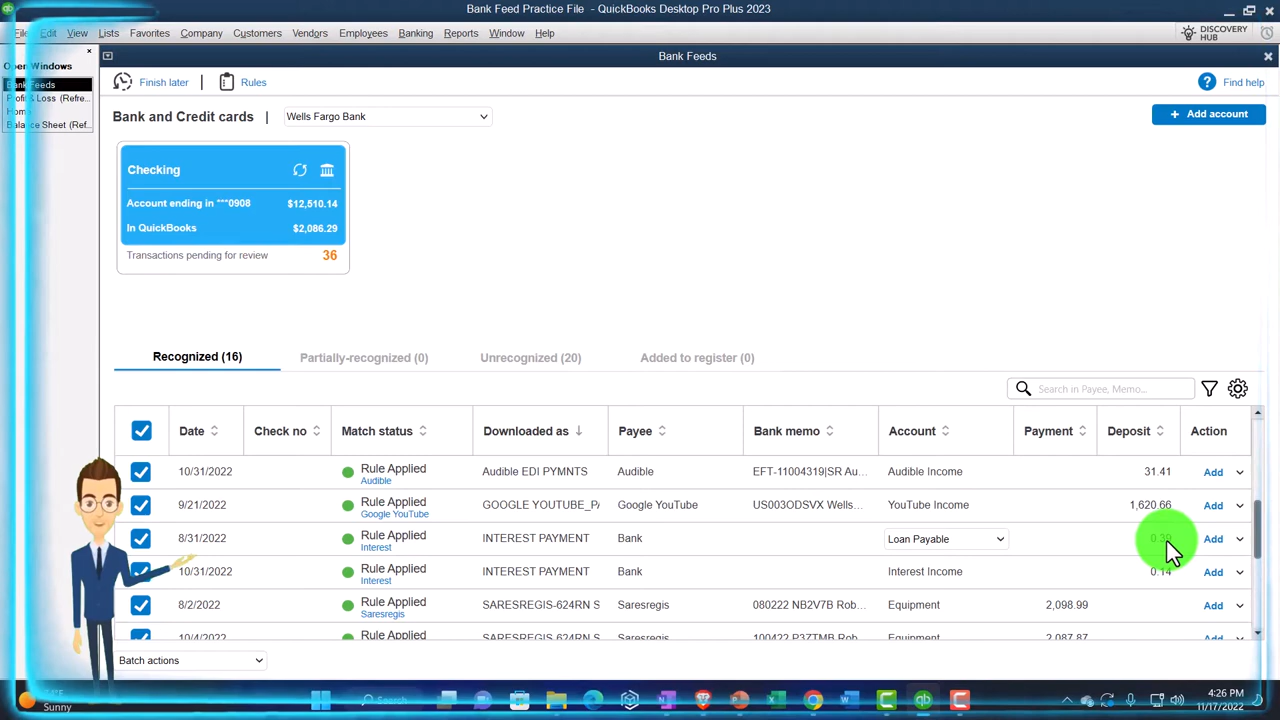 Bank Feed Practice File - QuickBooks Desktop Pro Plus 2023
File Edit View Lists Favorites Company Customers Vendors Employees Banking Reports Window Help
DISCOVERY HUB
Open Windows
Bank Feeds
Bank Feeds
Profit & Loss (Refre...
Home
Balance Sheet (Ref...
Finish later | Rules
Find help
Bank and Credit cards | Wells Fargo Bank
+ Add account
Checking
Account ending in ***0908 $12,510.14
In QuickBooks $2,086.29
Transactions pending for review 36
Recognized (16) Partially-recognized (0) Unrecognized (20) Added to register (0)
Search in Payee, Memo...
Date Check no Match status Downloaded as Payee Bank memo Account Payment Deposit Action
10/31/2022 Rule Applied Audible EDI PYMNTS Audible EFT-11004319|SR Au... Audible Income 31.41 Add
Audible
9/21/2022 Rule Applied GOOGLE YOUTUBE_PA Google YouTube US003ODSVX Wells... YouTube Income 1,620.66 Add
Google YouTube
8/31/2022 Rule Applied INTEREST PAYMENT Bank Loan Payable Add
Interest
10/31/2022 Rule Applied INTEREST PAYMENT Bank Interest Income 0.14 Add
Interest
8/2/2022 Rule Applied SARESREGIS-624RN S Saresregis 080222 NB2V7B Rob... Equipment 2,098.99 Add
Saresregis
10/4/2022 Rule Applied SARESREGIS-624RN S Saresregis 100422 P3ZTMB Rob... Equipment 2,087.87 Add
Batch actions
Sunny
Search
4:26 PM
11/17/2022